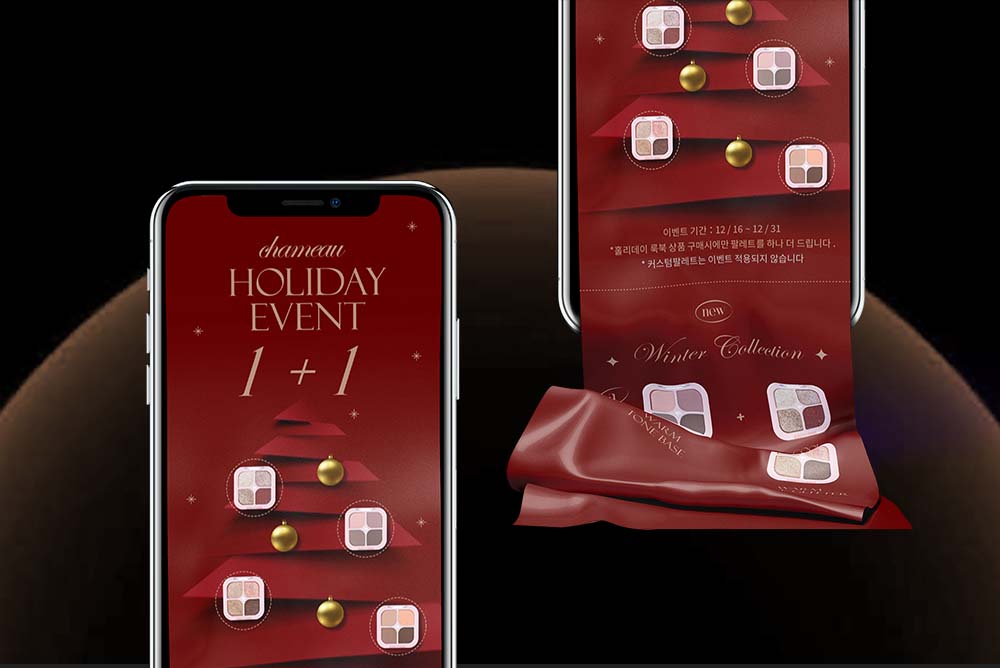 chameau
HOLIDAY
EVENT
1 + 1
이벤트 기간 : 12 / 16 ~ 12 / 31
*홀리데이 룩북 상품 구매시에만 팔레트를 하나 더 드립니다 .
* 커스텀팔레트는 이벤트 적용되지 않습니다
new
Winter Collection
+
WARM
TONE BASE
WARM